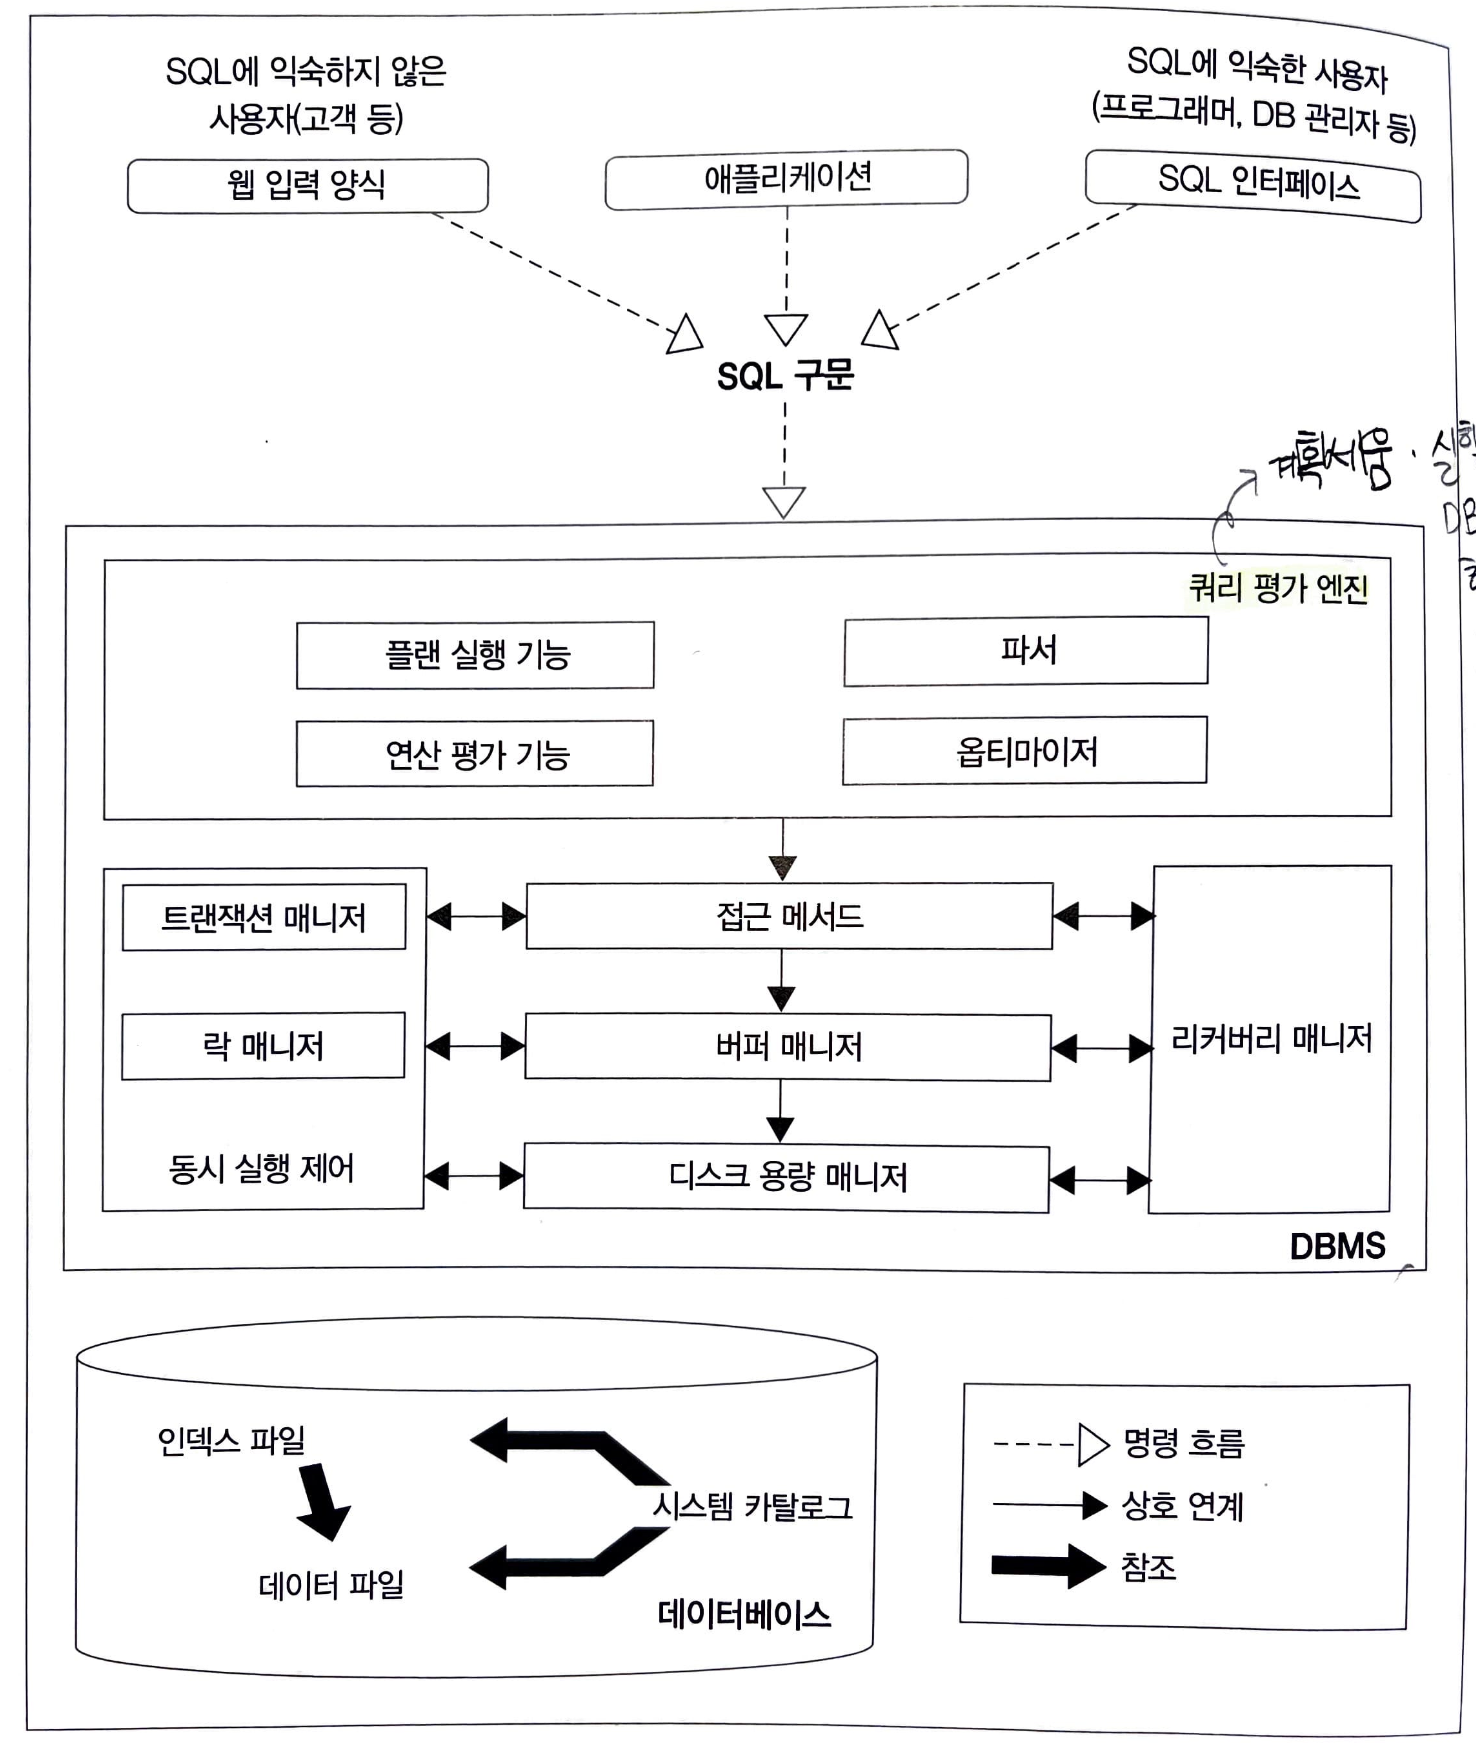 SQL에 익숙하지 않은
사용자(고객 등)
SQL에 익숙한 사용자
(프로그래머, DB 관리자 등)
웹 입력 양식
애플리케이션
SQL 인터페이스
SQL 구문
계획세움 ·
DB
쿼리 평가 엔진
플랜 실행 기능
파서
연산 평가 기능
옵티마이저
트랜잭션 매니저
접근 메서드
락 매니저
버퍼 매니저
리커버리 매니저
동시 실행 제어
디스크 용량 매니저
DBMS
인덱스 파일
시스템 카탈로그
데이터 파일
데이터베이스
명령 흐름
상호 연계
참조